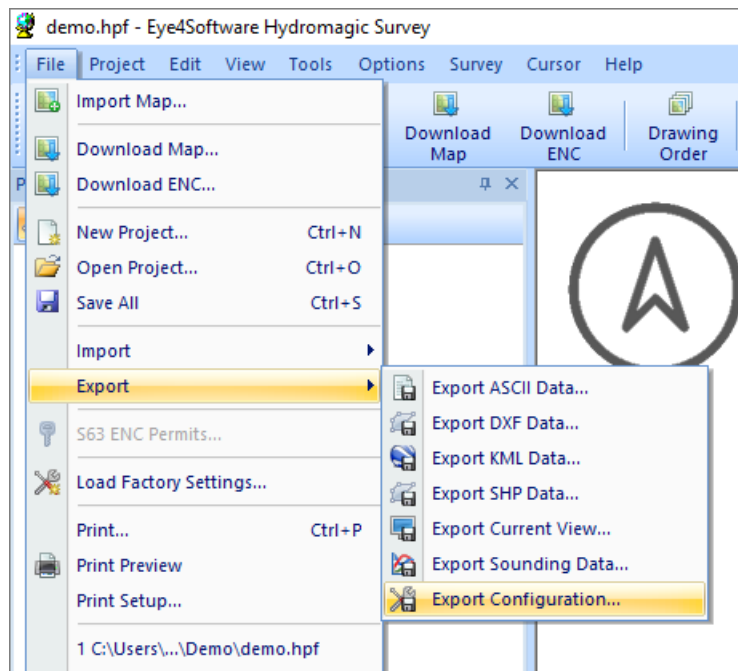 demo.hpf - Eye4Software Hydromagic Survey
File Project Edit View Tools Options Survey Cursor Help
Import Map...
Download Map...
Download ENC...
New Project... Ctrl+N
Open Project... Ctrl+O
Save All Ctrl+S
Import
Export
S63 ENC Permits...
Load Factory Settings...
Print... Ctrl+P
Print Preview
Print Setup...
1 C:\Users\...\Demo\demo.hpf
Download Map
Download ENC
Drawing Order
P
Export ASCII Data...
Export DXF Data...
Export KML Data...
Export SHP Data...
Export Current View...
Export Sounding Data...
Export Configuration...